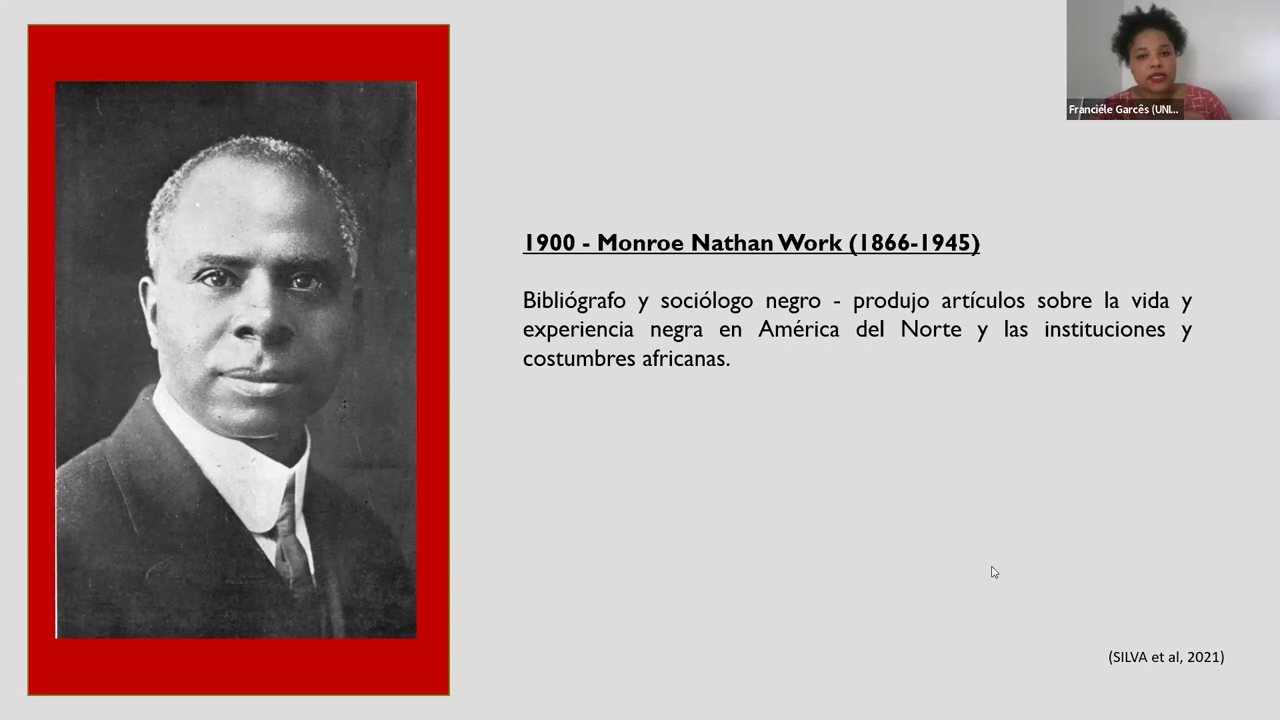 Franciéle Garcês (UNI...
1900 - Monroe Nathan Work (1866-1945)
Bibliógrafo y sociólogo negro - produjo artículos sobre la vida y
experiencia negra en América del Norte y las instituciones y
costumbres africanas.
(SILVA et al, 2021)